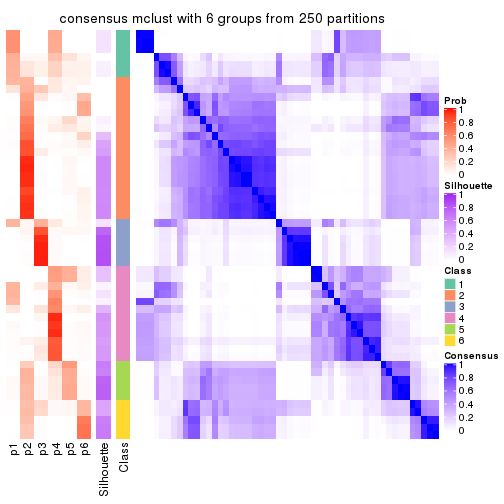 consensus mclust with 6 groups from 250 partitions
Prob
1
0.8
0.6
0.4
0.2
0
Silhouette
1
0.8
0.6
0.4
0.2
0
Class
1
2
3
4
5
6
Consensus
1
0.8
0.6
0.4
0.2
0
p1
p2
p3
p4
p5
p6
Silhouette
Class